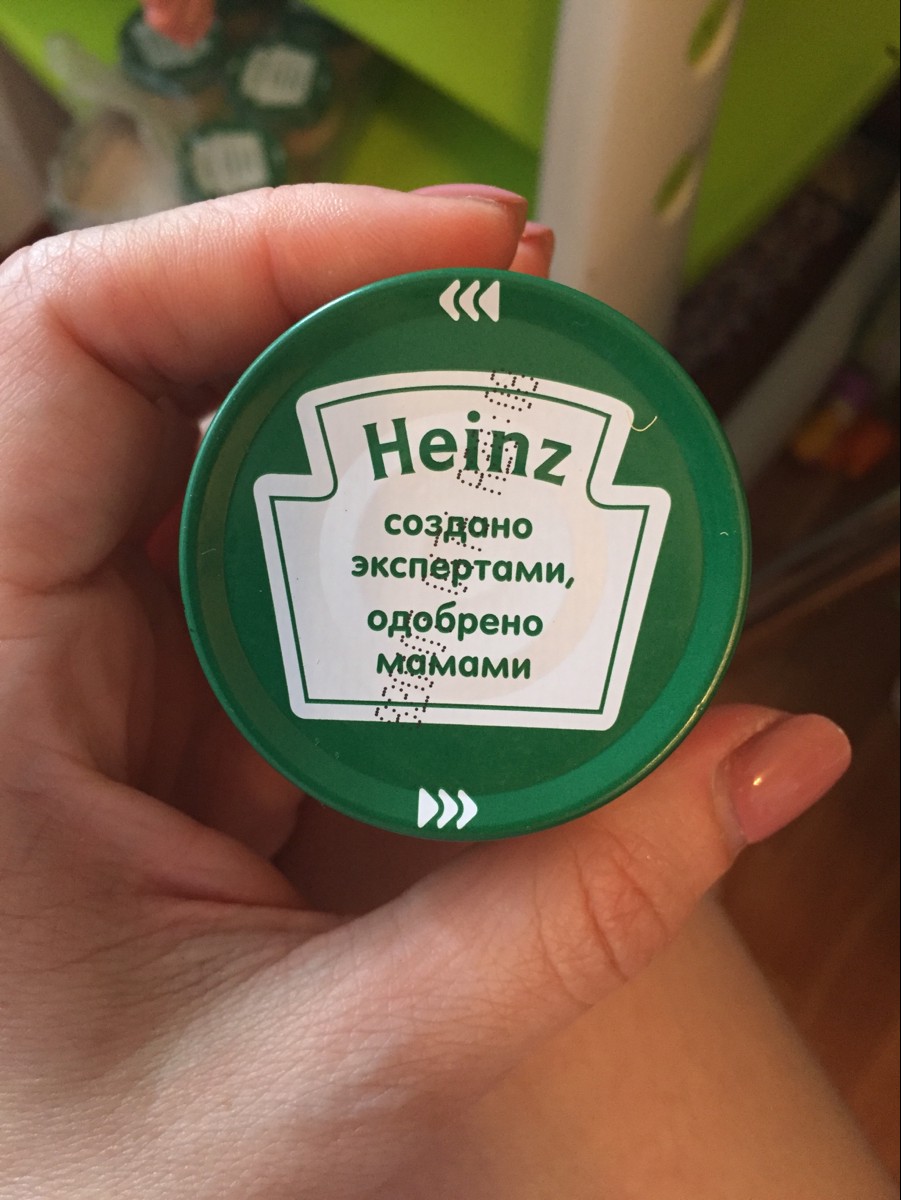 Heinz
создано
экспертами,
одобрено
мамами